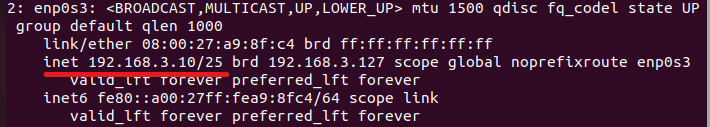 2: enp0s3: <BROADCAST,MULTICAST,UP,LOWER_UP> mtu 1500 qdisc fq_codel state UP
group default qlen 1000
link/ether 08:00:27:a9:8f:c4 brd ff:ff:ff:ff:ff:ff
inet 192.168.3.10/25 brd 192.168.3.127 scope global noprefixroute enp0s3
valid_lft forever preferred_lft forever
inet6 fe80::a00:27ff:fea9:8fc4/64 scope link
valid_lft forever preferred_lft forever